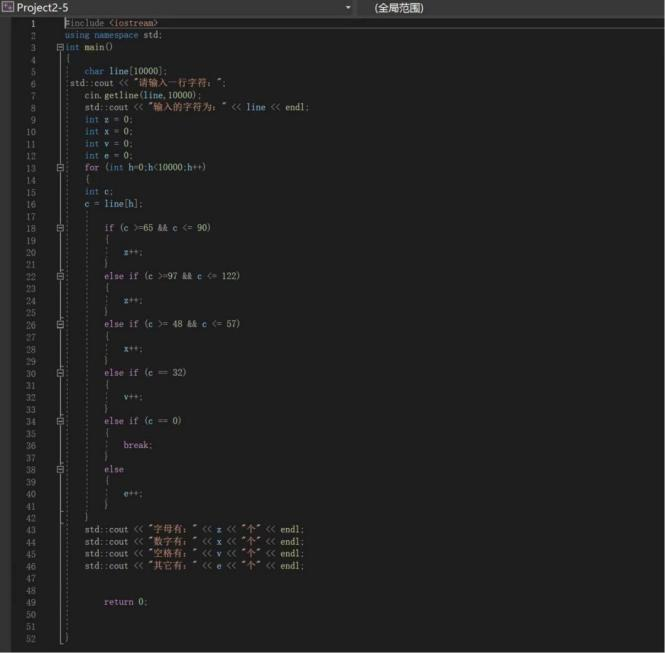 Project2-5 (全局范围)
1 #include <iostream>
2 using namespace std;
3 int main()
4 {
5 char line[10000];
6 std::cout << "请输入一行字符：";
7 cin.getline(line,10000);
8 std::cout << "输入的字符为：" << line << endl;
9 int z = 0;
10 int x = 0;
11 int v = 0;
12 int e = 0;
13 for (int h=0;h<10000;h++)
14 {
15 int c;
16 c = line[h];
17
18 if (c >=65 && c <= 90)
19 {
20 z++;
21 }
22 else if (c >=97 && c <= 122)
23 {
24 z++;
25 }
26 else if (c >= 48 && c <= 57)
27 {
28 x++;
29 }
30 else if (c == 32)
31 {
32 v++;
33 }
34 else if (c == 0)
35 {
36 break;
37 }
38 else
39 {
40 e++;
41 }
42 }
43 std::cout << "字母有：" << z << "个" << endl;
44 std::cout << "数字有：" << x << "个" << endl;
45 std::cout << "空格有：" << v << "个" << endl;
46 std::cout << "其它有：" << e << "个" << endl;
47
48
49 return 0;
50
51
52 }